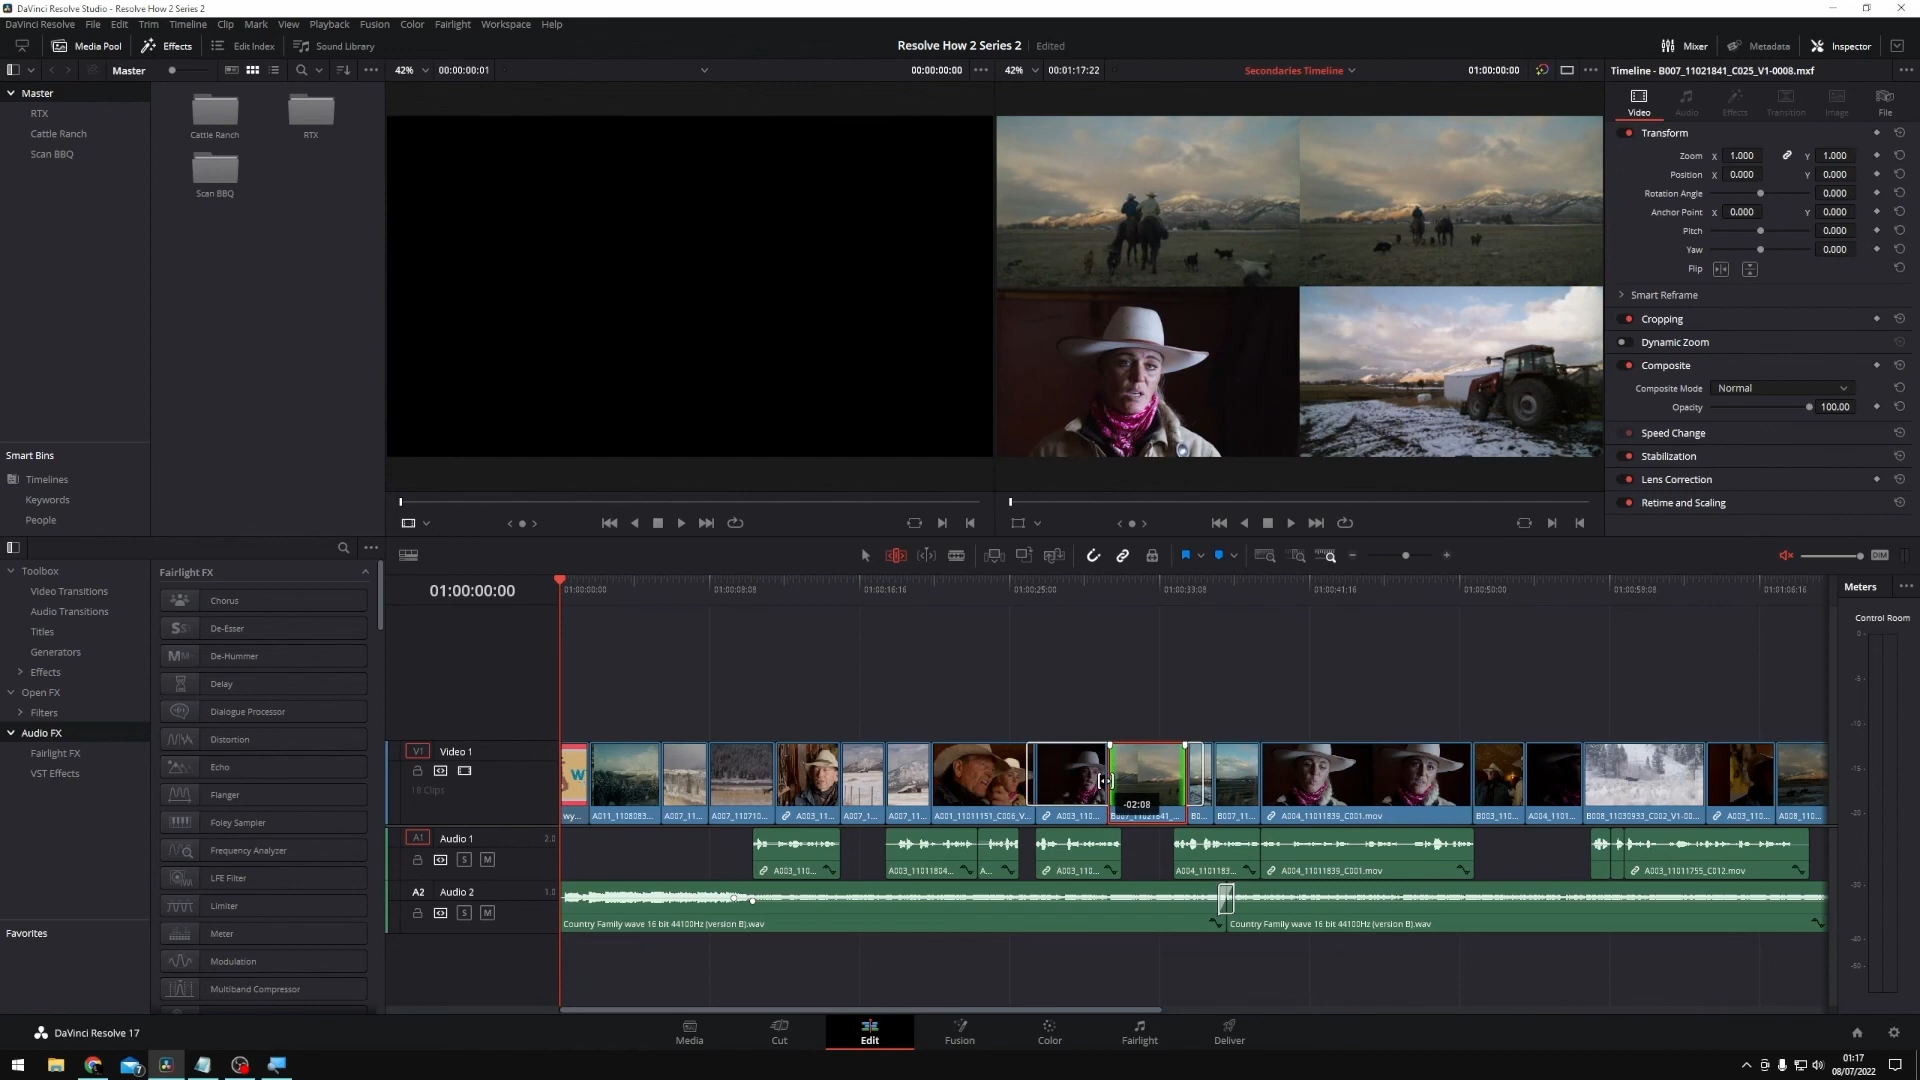 DaVinci Resolve Studio - Resolve How 2 Series 2
DaVinci Resolve File Edit Trim Timeline Clip Mark View Playback Fusion Color Fairlight Workspace Help
Media Pool Effects Edit Index Sound Library
Resolve How 2 Series 2 Edited
Mixer Metadata Inspector
Master
42% 00:00:00:01 00:00:00:00
42% 00:01:17:22 Secondaries Timeline 01:00:00:00
Timeline - B007_11021841_C025_V1-0008.mxf
Master
RTX
Cattle Ranch
Scan BBQ
Cattle Ranch
RTX
Scan BBQ
Smart Bins
Timelines
Keywords
People
Video Audio Effects Transition Image File
Transform
Zoom X 1.000 Y 1.000
Position X 0.000 Y 0.000
Rotation Angle 0.000
Anchor Point X 0.000 Y 0.000
Pitch 0.000
Yaw 0.000
Flip
Smart Reframe
Cropping
Dynamic Zoom
Composite
Composite Mode Normal
Opacity 100.00
Speed Change
Stabilization
Lens Correction
Retime and Scaling
Toolbox
Video Transitions
Audio Transitions
Titles
Generators
Effects
Open FX
Filters
Audio FX
Fairlight FX
VST Effects
Favorites
Fairlight FX
Chorus
De-Esser
De-Hummer
Delay
Dialogue Processor
Distortion
Echo
Flanger
Foley Sampler
Frequency Analyzer
LFE Filter
Limiter
Meter
Modulation
Multiband Compressor
DIM
01:00:00:00
01:00:00:00 01:00:08:08 01:00:16:16 01:00:25:00 01:00:33:08 01:00:41:16 01:00:50:00 01:00:58:08 01:01:06:16
Meters
Control Room
0
-5
-10
-15
-20
-30
-40
-50
V1 Video 1
18 Clips
-02:08
wy... A011_1108083... A007_11... A007_110710... A003_11... A007_1... A007_11... A001_11011151_C006_V... A003_110... B007_11021841_... B0... B007_11... A004_11011839_C001.mov B003_110... A004_1101... B008_11030933_C002_V1-00... A003_110... A008_110...
A1 Audio 1 2.0
S M
A003_110... A003_11011804... A... A003_110... A004_1101183... A004_11011839_C001.mov A003_11011755_C012.mov
A2 Audio 2 1.0
S M
Country Family wave 16 bit 44100Hz (version B).wav Country Family wave 16 bit 44100Hz (version B).wav
DaVinci Resolve 17
Media Cut Edit Fusion Color Fairlight Deliver
7
01:17
08/07/2022